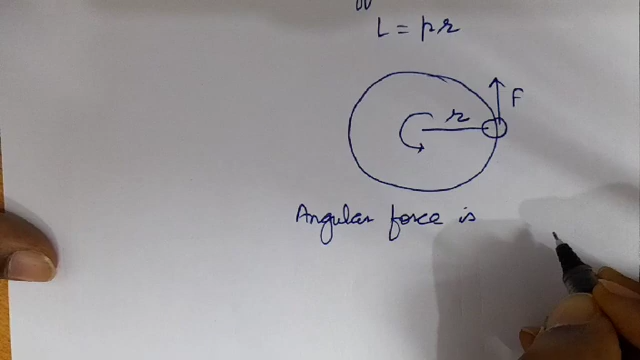 L = pr
r
F
Angular force is